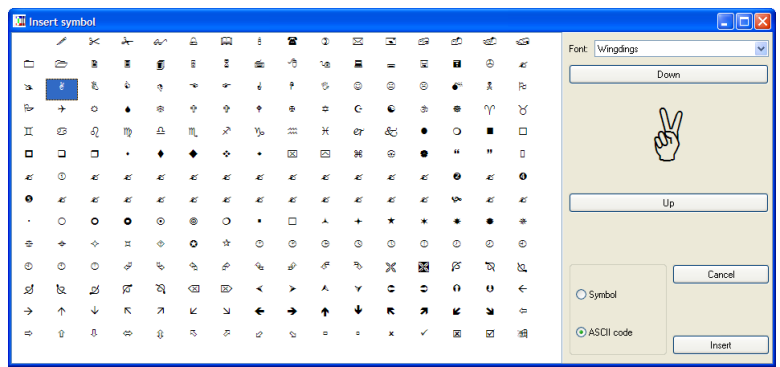 Insert symbol
Font:
Wingdings
Down
Up
Cancel
Symbol
ASCII code
Insert